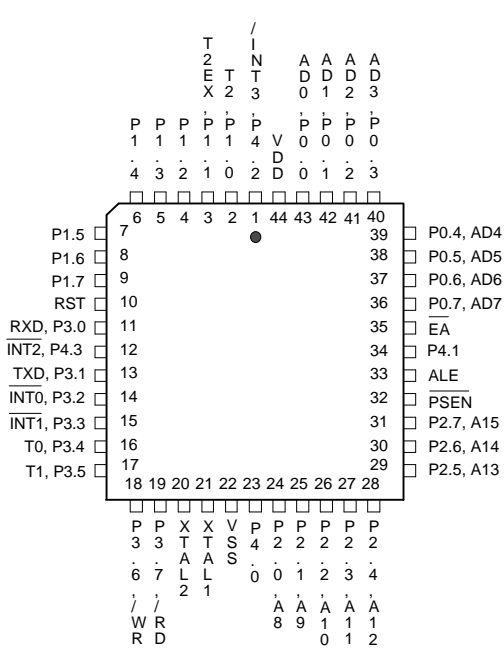 P1.4
P1.3
P1.2
T2EX,P1.1
T2,P1.0
/INT3,P4.2
VDD
AD0,P0.0
AD1,P0.1
AD2,P0.2
AD3,P0.3
6 5 4 3 2 1 44 43 42 41 40
P1.5 7
P1.6 8
P1.7 9
RST 10
RXD, P3.0 11
INT2, P4.3 12
TXD, P3.1 13
INT0, P3.2 14
INT1, P3.3 15
T0, P3.4 16
T1, P3.5 17
39 P0.4, AD4
38 P0.5, AD5
37 P0.6, AD6
36 P0.7, AD7
35 EA
34 P4.1
33 ALE
32 PSEN
31 P2.7, A15
30 P2.6, A14
29 P2.5, A13
18 19 20 21 22 23 24 25 26 27 28
P3.6,/WR
P3.7,/RD
XTAL2
XTAL1
VSS
P4.0
P2.0,A8
P2.1,A9
P2.2,A10
P2.3,A11
P2.4,A12